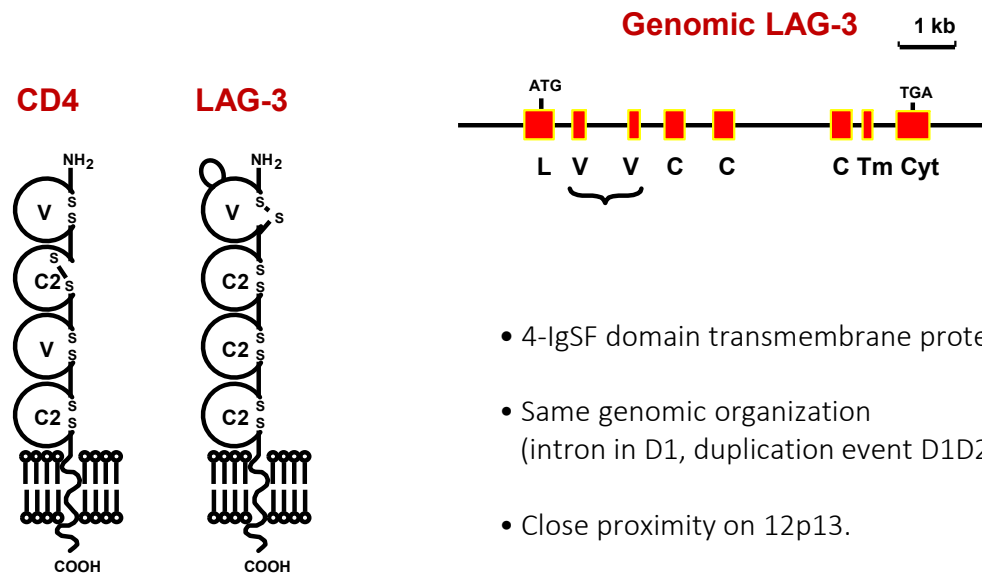 Genomic LAG-3
1 kb
CD4
LAG-3
ATG
TGA
L V V C C C Tm Cyt
NH2
NH2
V
S
S
V
S
S
C2
S
S
C2
S
S
V
S
S
C2
S
S
C2
S
S
C2
S
S
COOH
COOH
• 4-IgSF domain transmembrane prote
• Same genomic organization
(intron in D1, duplication event D1D2
• Close proximity on 12p13.